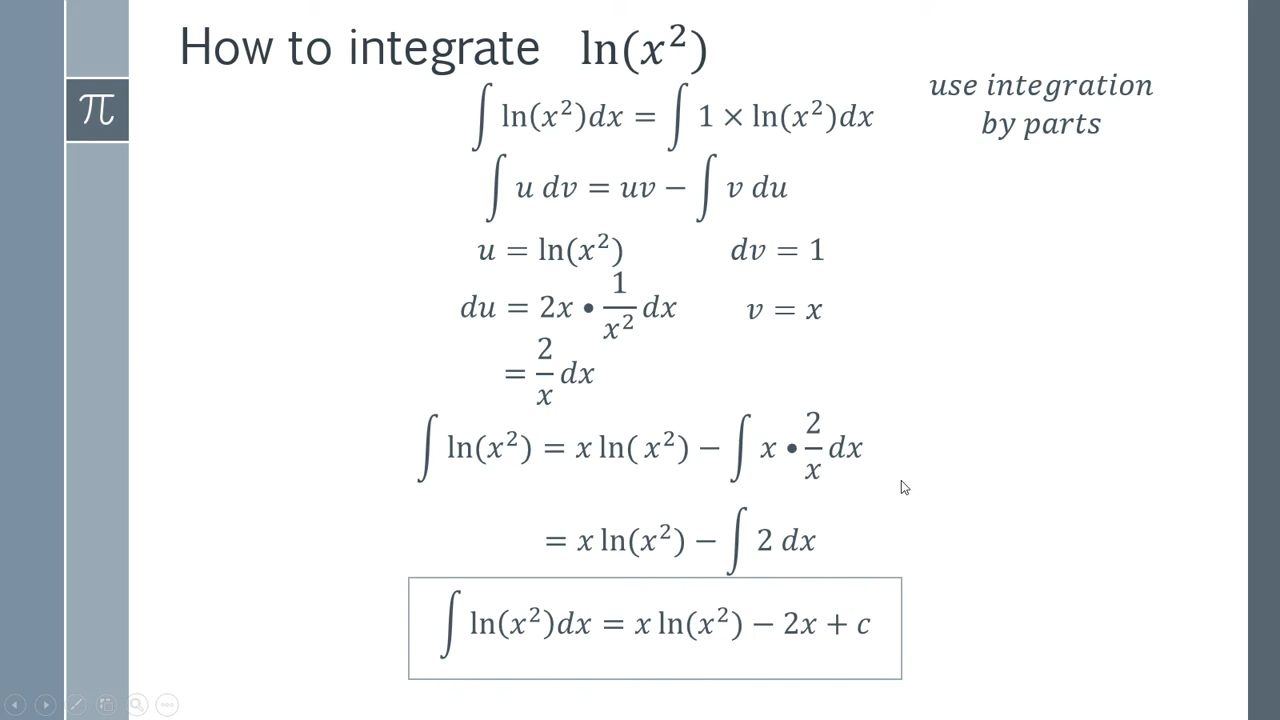 How to integrate ln(x²)
use integration
by parts
π
∫ ln(x²)dx = ∫ 1 × ln(x²)dx
∫ u dv = uv − ∫ v du
u = ln(x²) dv = 1
du = 2x • 1/x² dx v = x
= 2/x dx
∫ ln(x²) = x ln( x²) − ∫ x • 2/x dx
= x ln(x²) − ∫ 2 dx
∫ ln(x²)dx = x ln(x²) − 2x + c